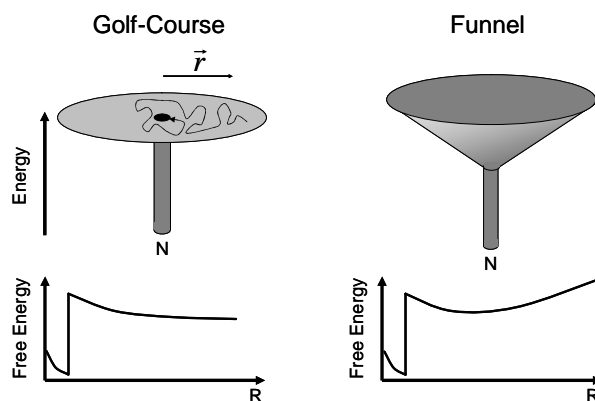 Golf-Course
Funnel
r
Energy
N
N
Free Energy
R
Free Energy
R